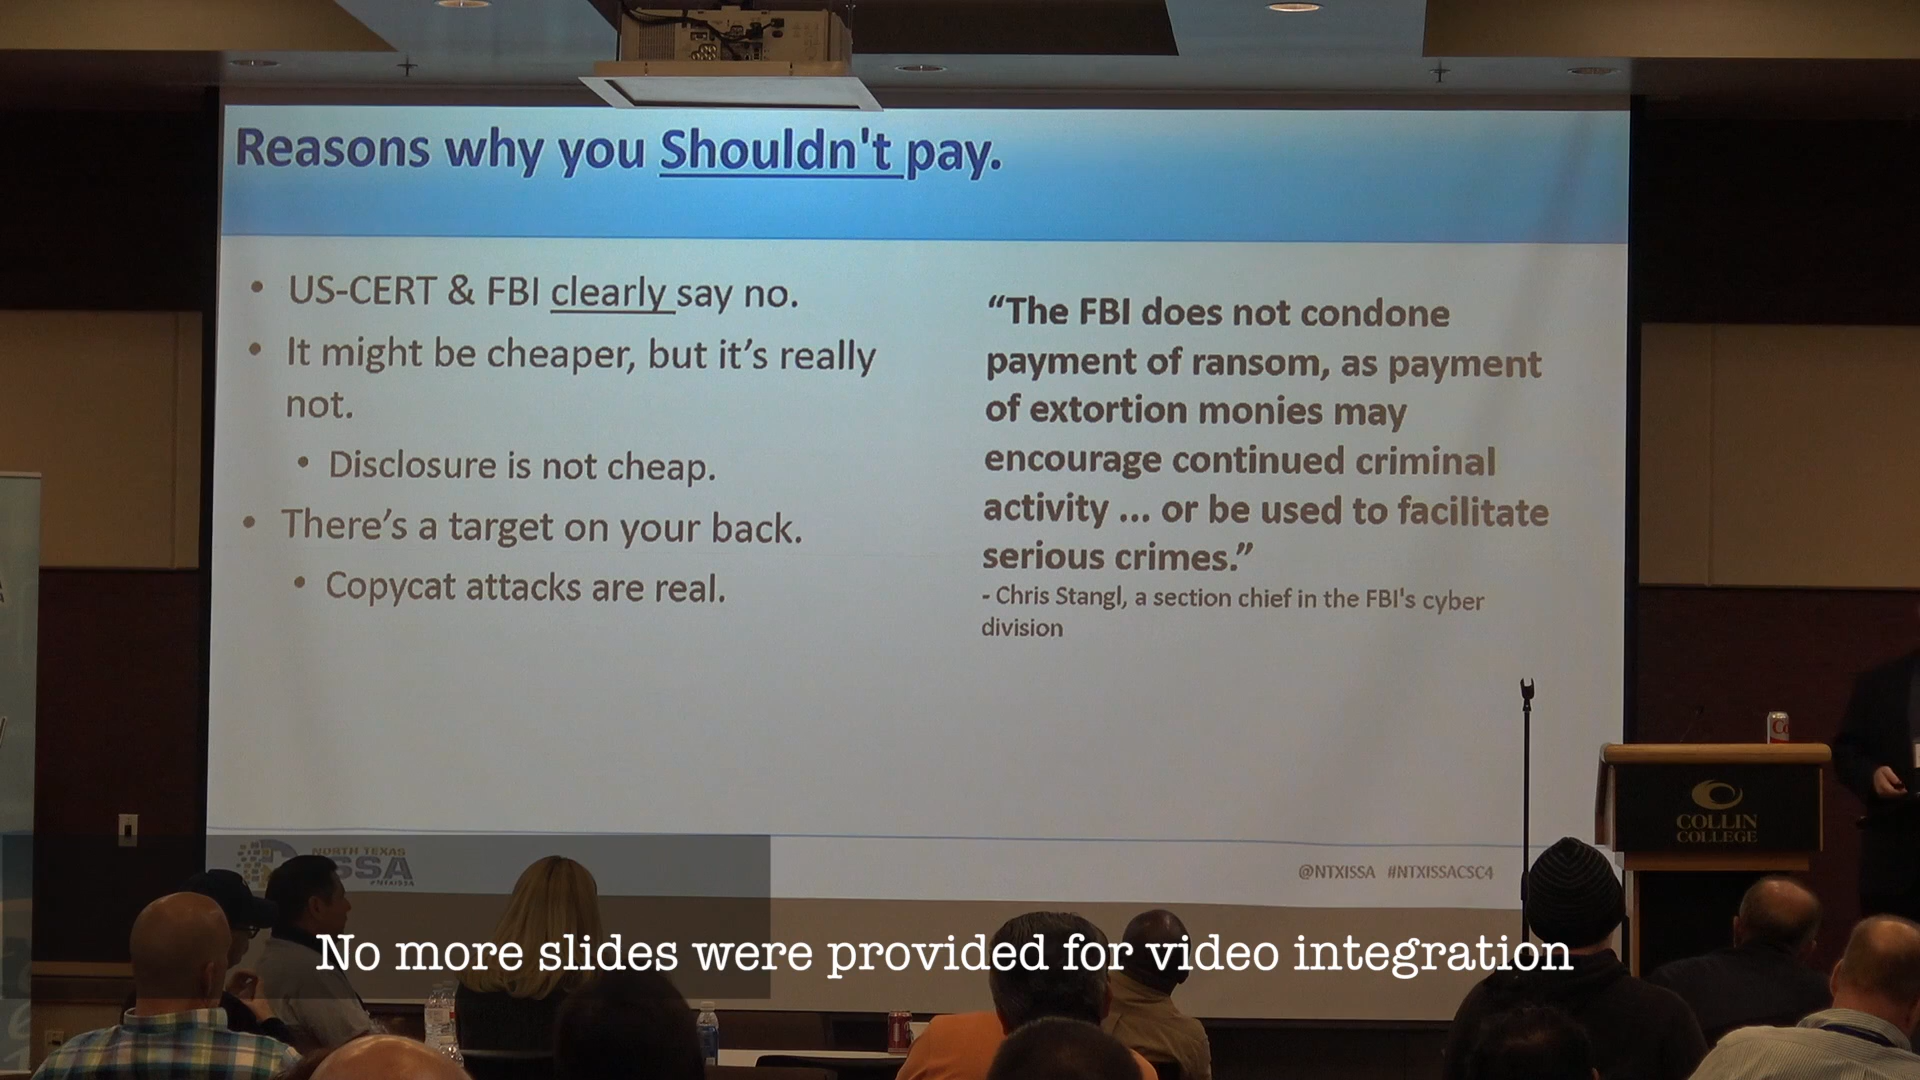 Reasons why you Shouldn't pay.
• US-CERT & FBI clearly say no.
• It might be cheaper, but it's really
not.
• Disclosure is not cheap.
• There's a target on your back.
• Copycat attacks are real.
“The FBI does not condone
payment of ransom, as payment
of extortion monies may
encourage continued criminal
activity ... or be used to facilitate
serious crimes.”
- Chris Stangl, a section chief in the FBI's cyber
division
COLLIN
COLLEGE
NORTH TEXAS
ISSA
#NTXISSA
@NTXISSA #NTXISSACSC4
No more slides were provided for video integration